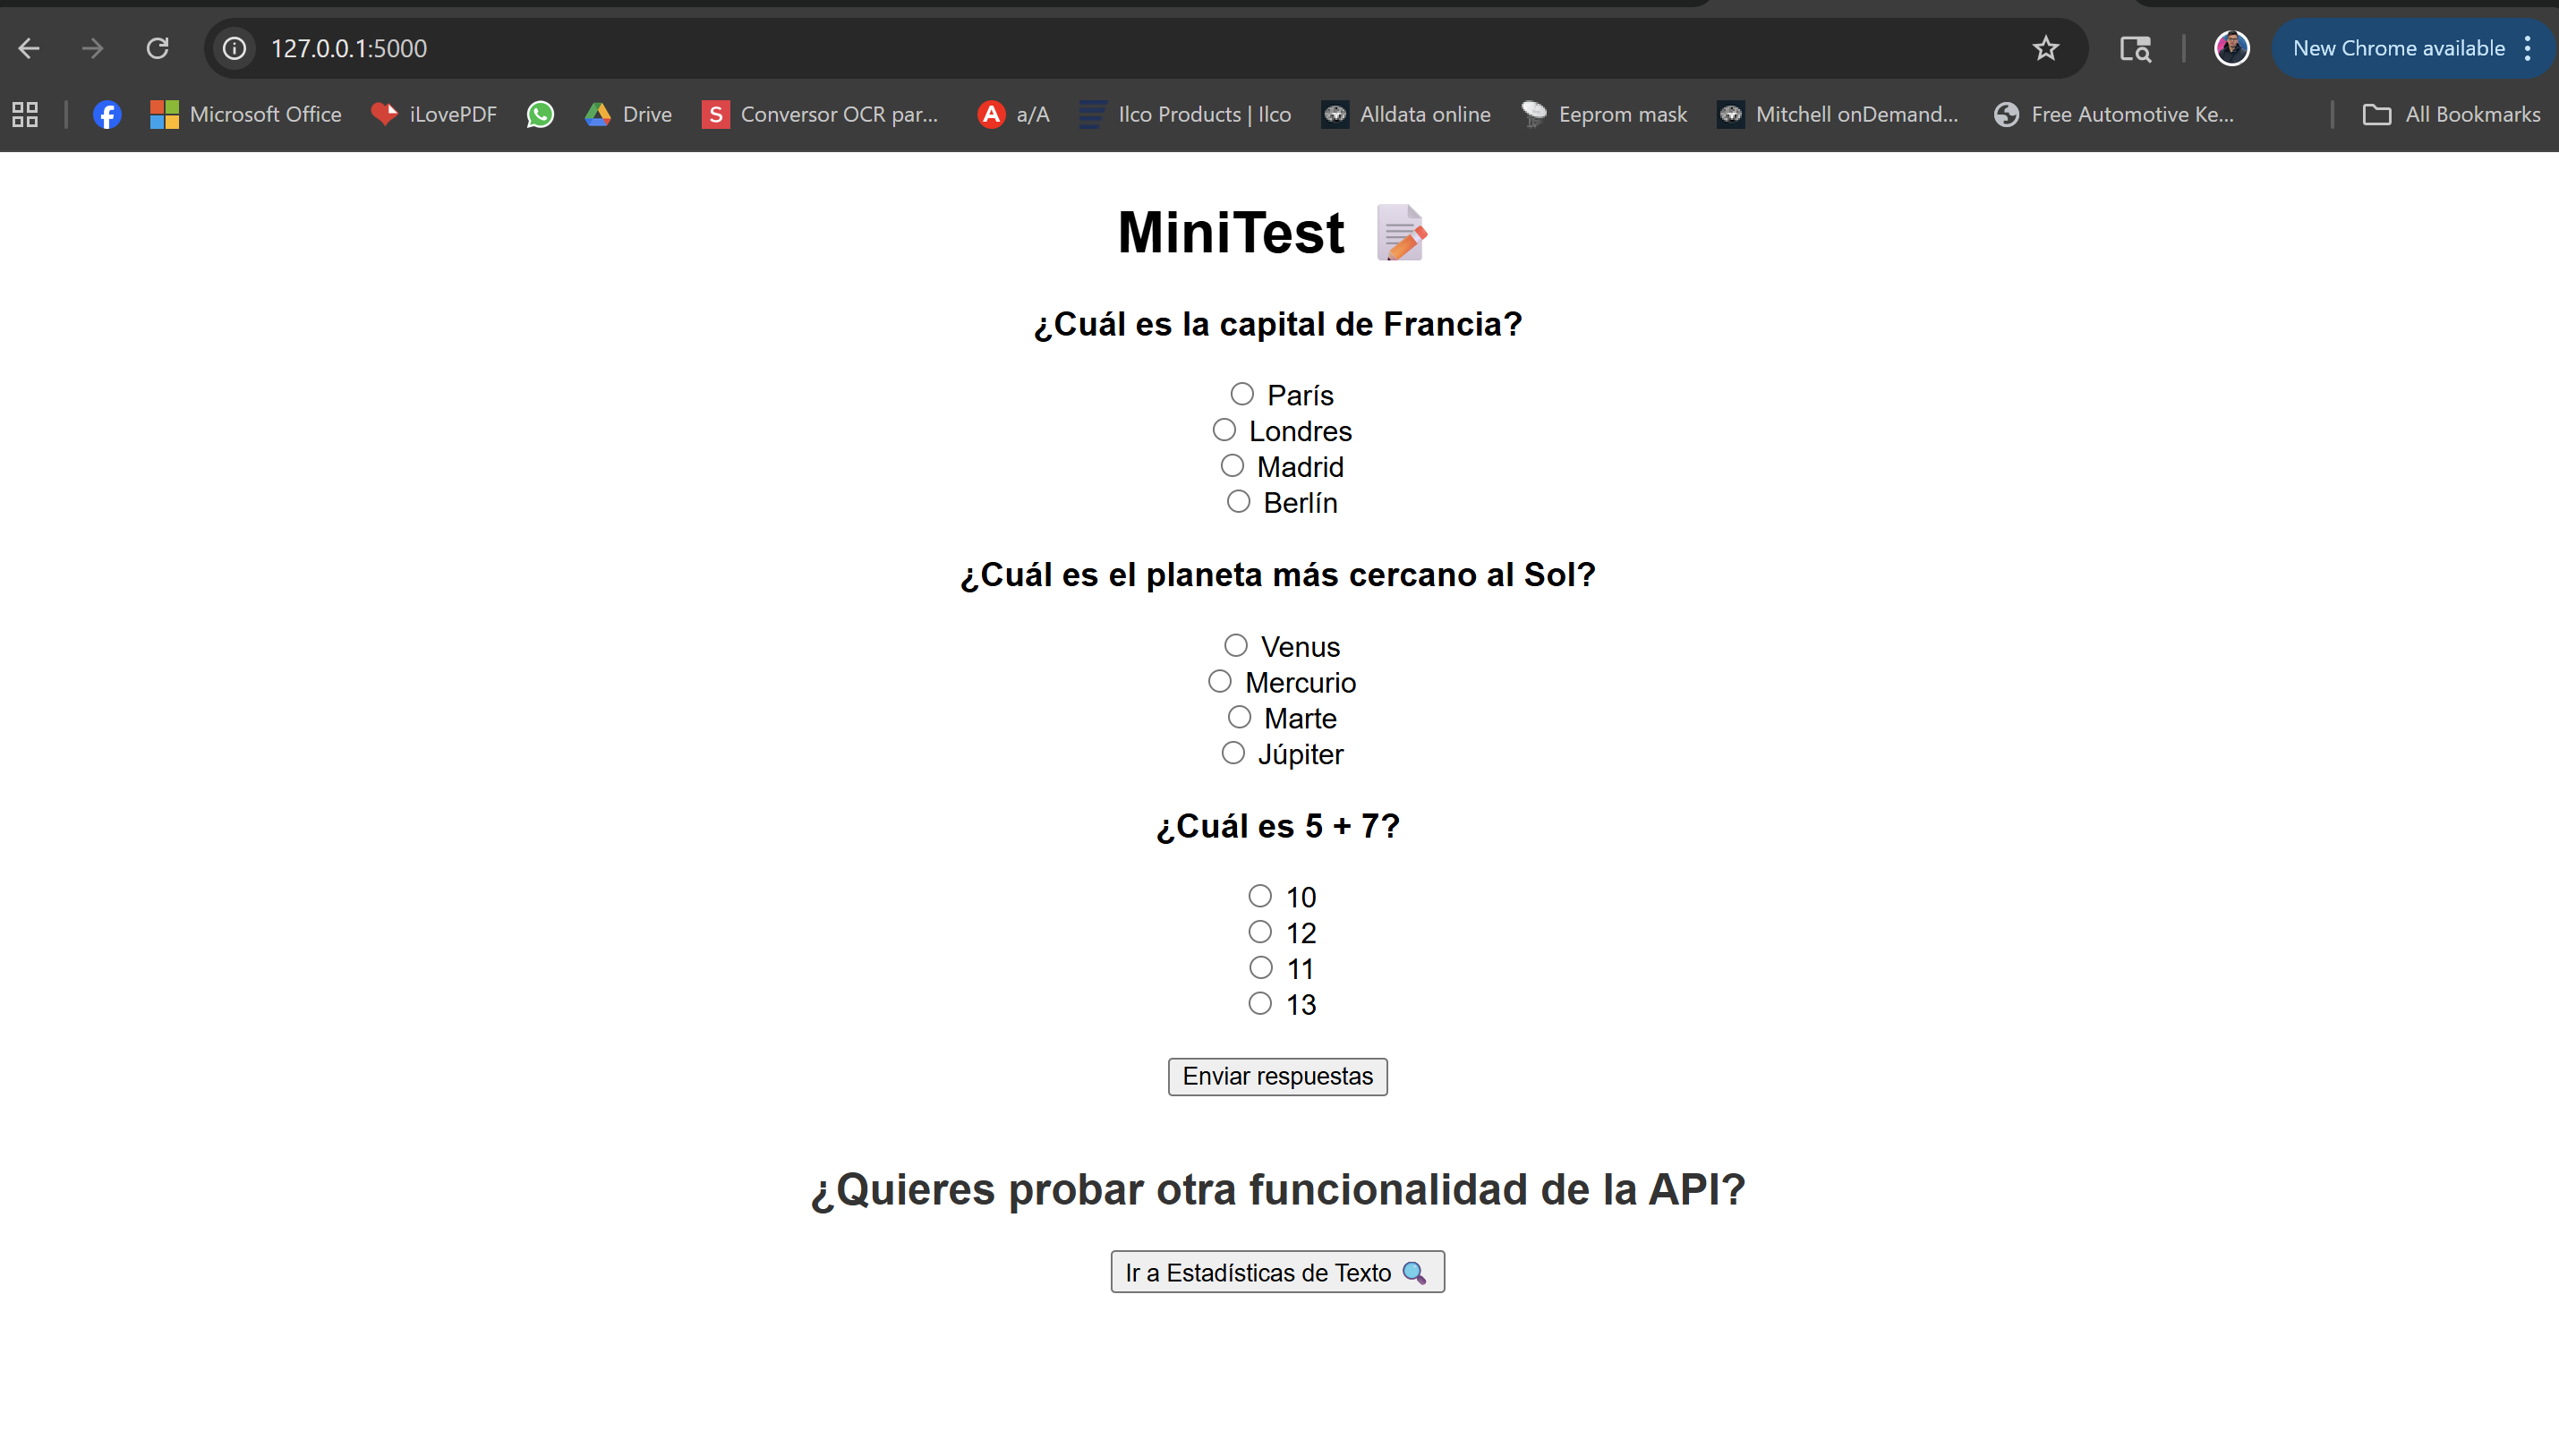 127.0.0.1:5000
New Chrome available
Microsoft Office
iLovePDF
Drive
S Conversor OCR par...
A a/A
Ilco Products | Ilco
Alldata online
Eeprom mask
Mitchell onDemand...
Free Automotive Ke...
All Bookmarks
MiniTest
¿Cuál es la capital de Francia?
París
Londres
Madrid
Berlín
¿Cuál es el planeta más cercano al Sol?
Venus
Mercurio
Marte
Júpiter
¿Cuál es 5 + 7?
10
12
11
13
Enviar respuestas
¿Quieres probar otra funcionalidad de la API?
Ir a Estadísticas de Texto